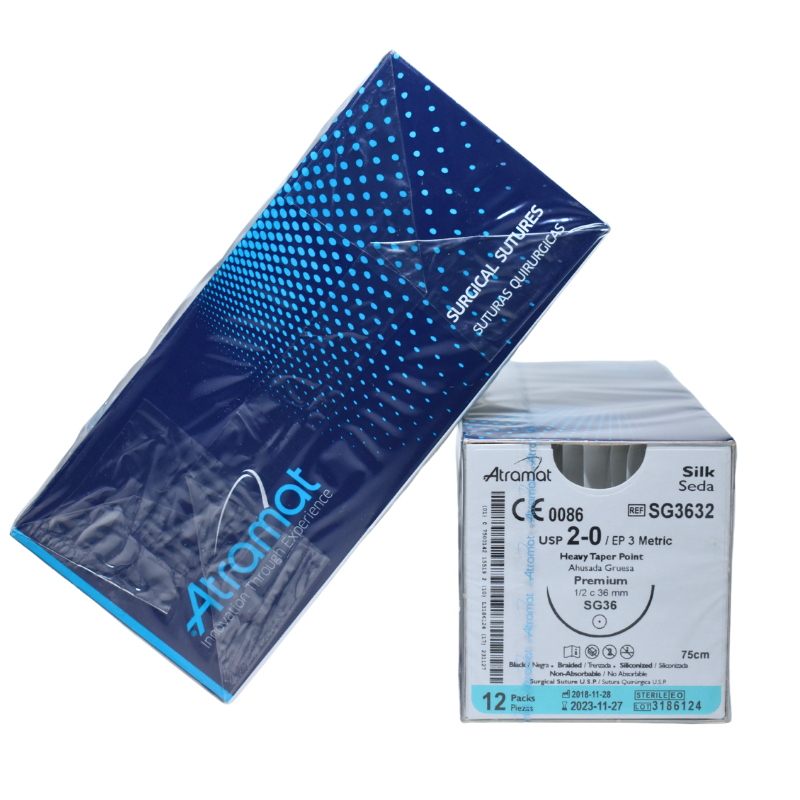 SURGICAL SUTURES
SUTURAS QUIRURGICAS
Atramat
Innovation Through Experience
Atramat
Silk
Seda
CE 0086
REF SG3632
USP 2-0 / EP 3 Metric
Heavy Taper Point
Ahusada Gruesa
Premium
1/2 c 36 mm
SG36
75cm
Black / Negra • Braided / Trenzada • Siliconized / Siliconizada
Non-Absorbable / No Absorbible
Surgical Suture U.S.P. / Sutura Quirúrgica U.S.P.
12 Packs
Piezas
2018-11-28
2023-11-27
STERILE EO
LOT 3186124